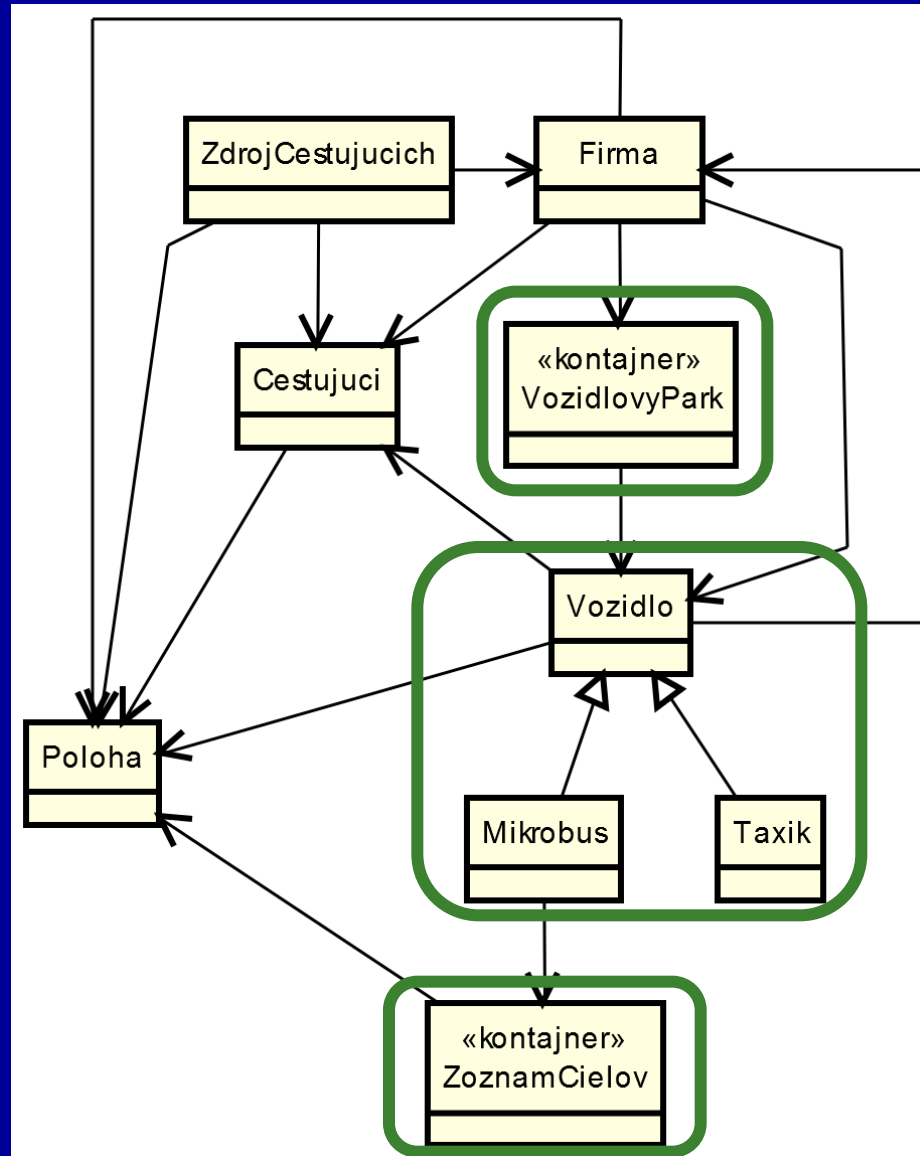 ZdrojCestujucich
Firma
Cestujuci
«kontajner»
VozidlovyPark
Vozidlo
Poloha
Mikrobus
Taxik
«kontajner»
ZoznamCielov